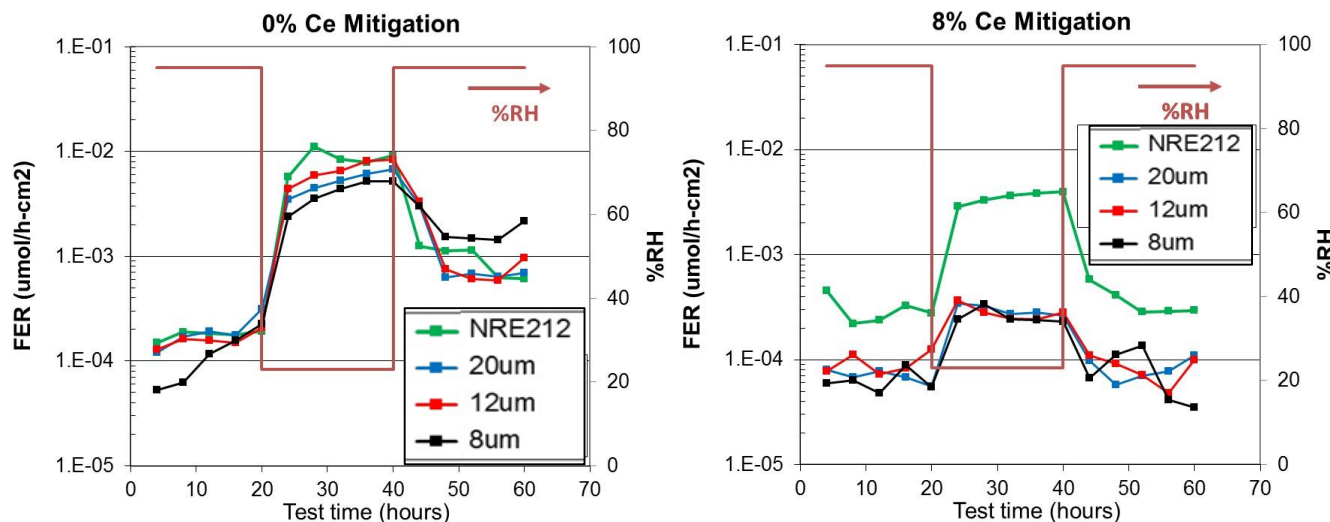 0% Ce Mitigation
1.E-01
1.E-02
1.E-03
1.E-04
1.E-05
FER (umol/h-cm2)
100
80
60
40
20
0
%RH
%RH
NRE212
20um
12um
8um
0 10 20 30 40 50 60 70
Test time (hours)
8% Ce Mitigation
1.E-01
1.E-02
1.E-03
1.E-04
1.E-05
FER (umol/h-cm2)
100
80
60
40
20
0
%RH
%RH
NRE212
20um
12um
8um
0 10 20 30 40 50 60 70
Test time (hours)